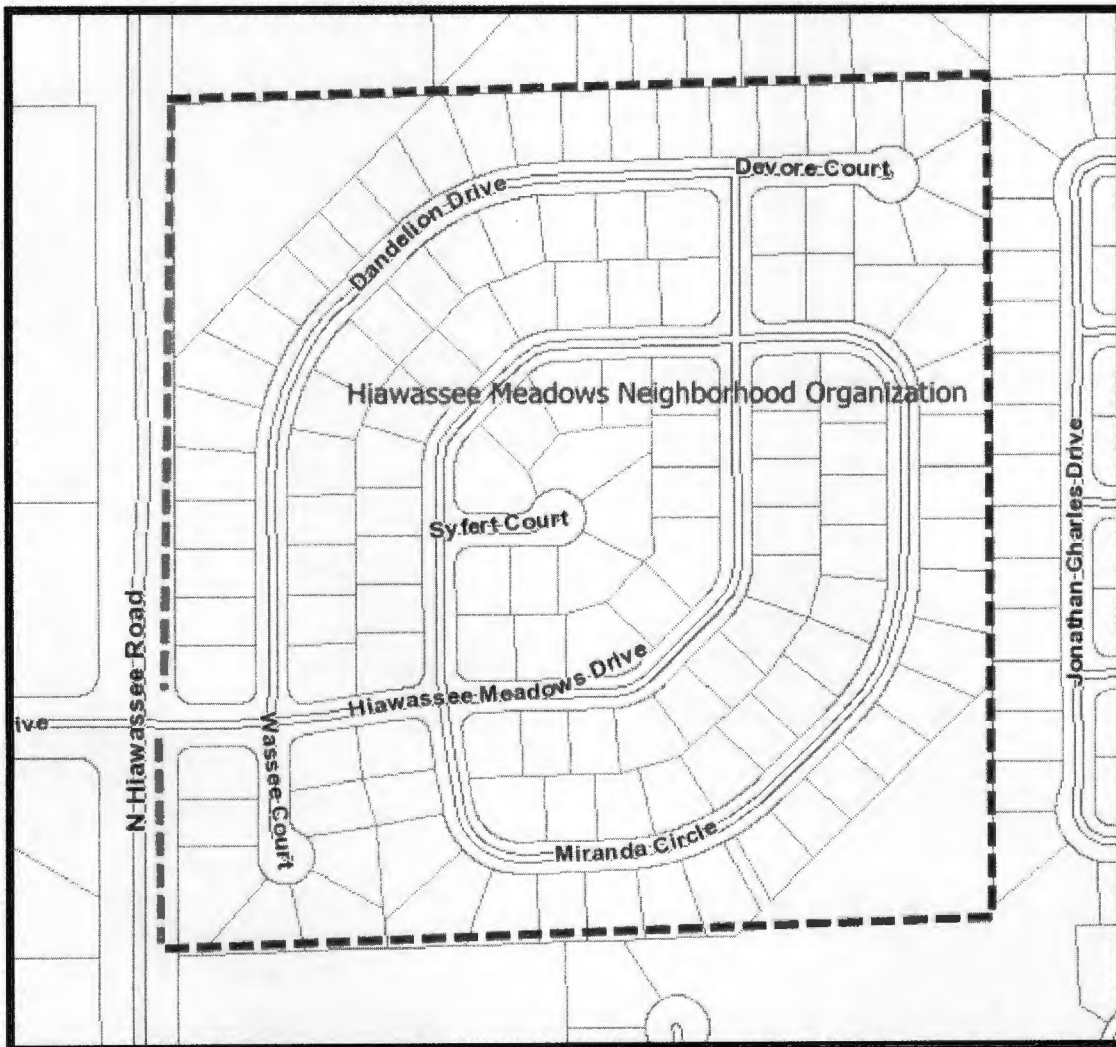 Devore Court
Dandelion Drive
Hiawassee Meadows Neighborhood Organization
Syfert Court
Jonathan Charles Drive
N Hiawassee Road
Hiawassee Meadows Drive
ive
Wassee Court
Miranda Circle